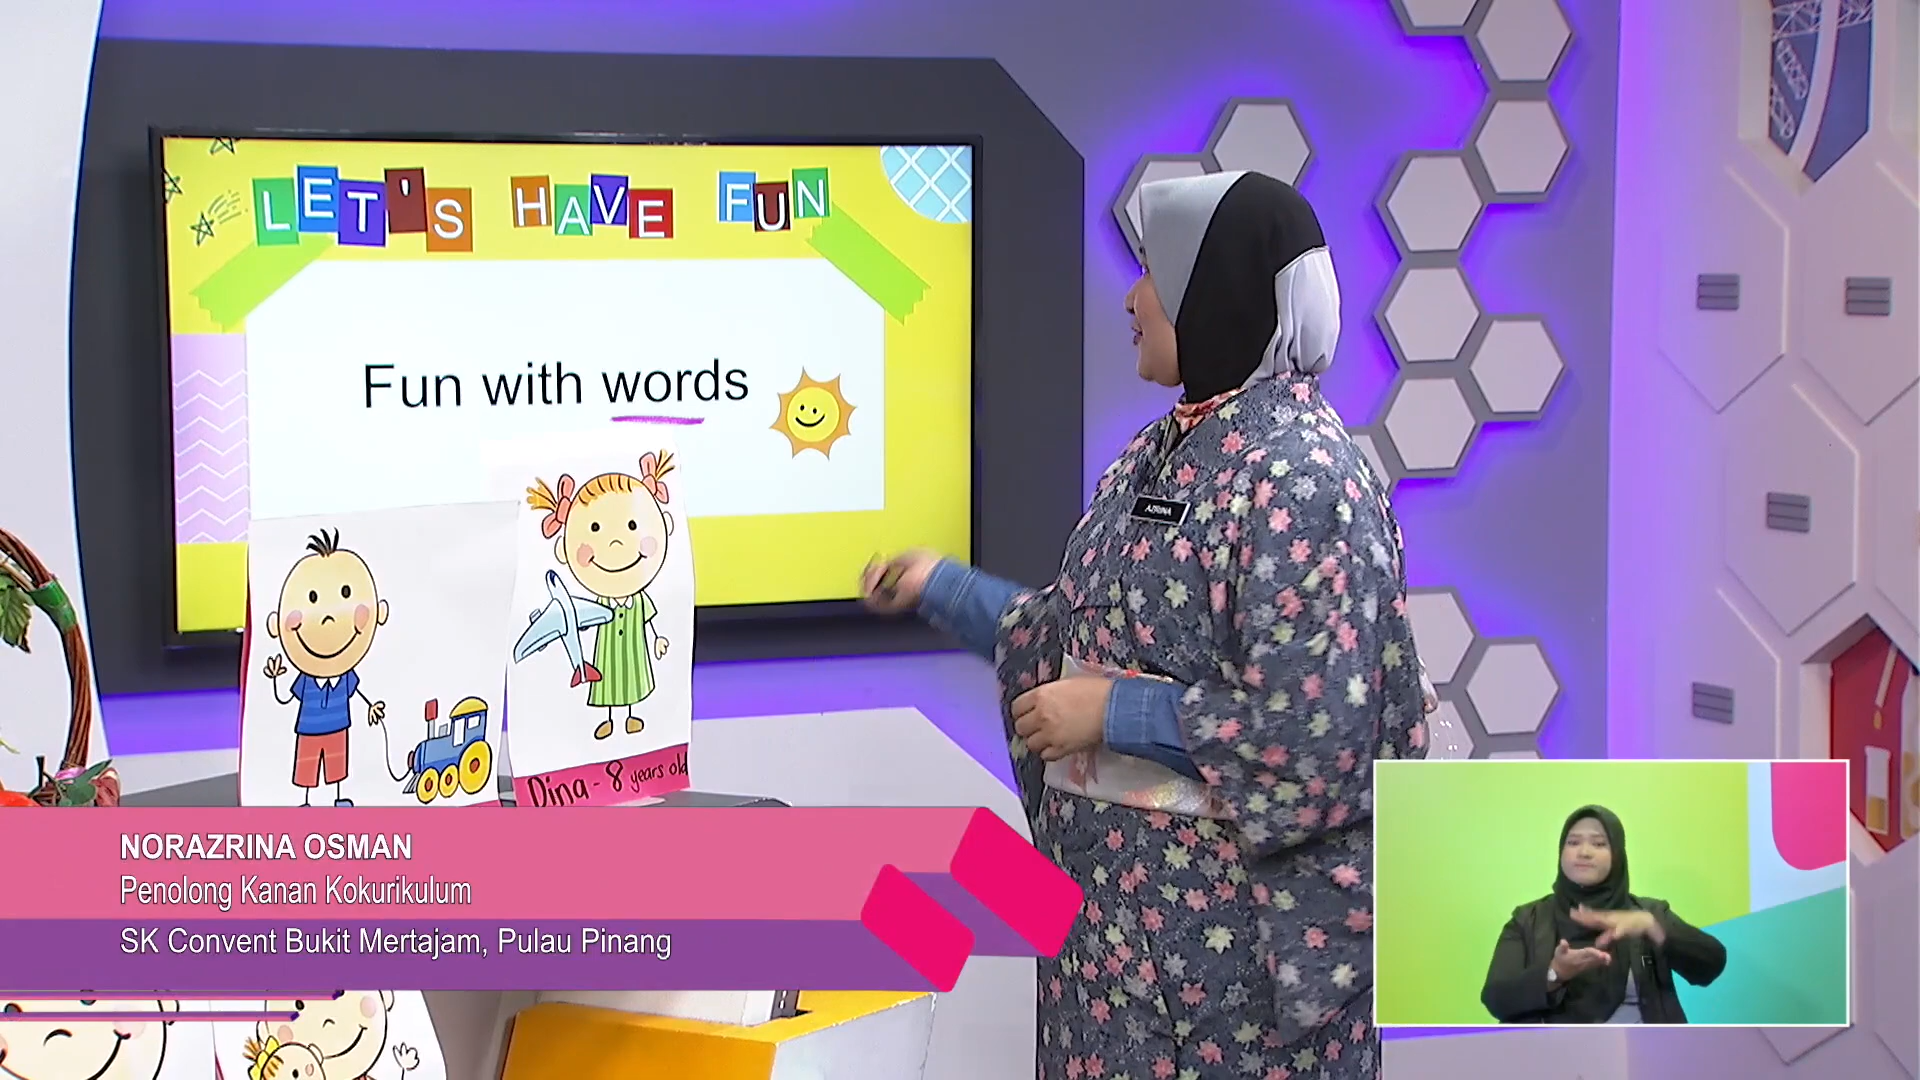 LET'S HAVE FUN
Fun with words
AZRINA
Dina - 8 years old
NORAZRINA OSMAN
Penolong Kanan Kokurikulum
SK Convent Bukit Mertajam, Pulau Pinang